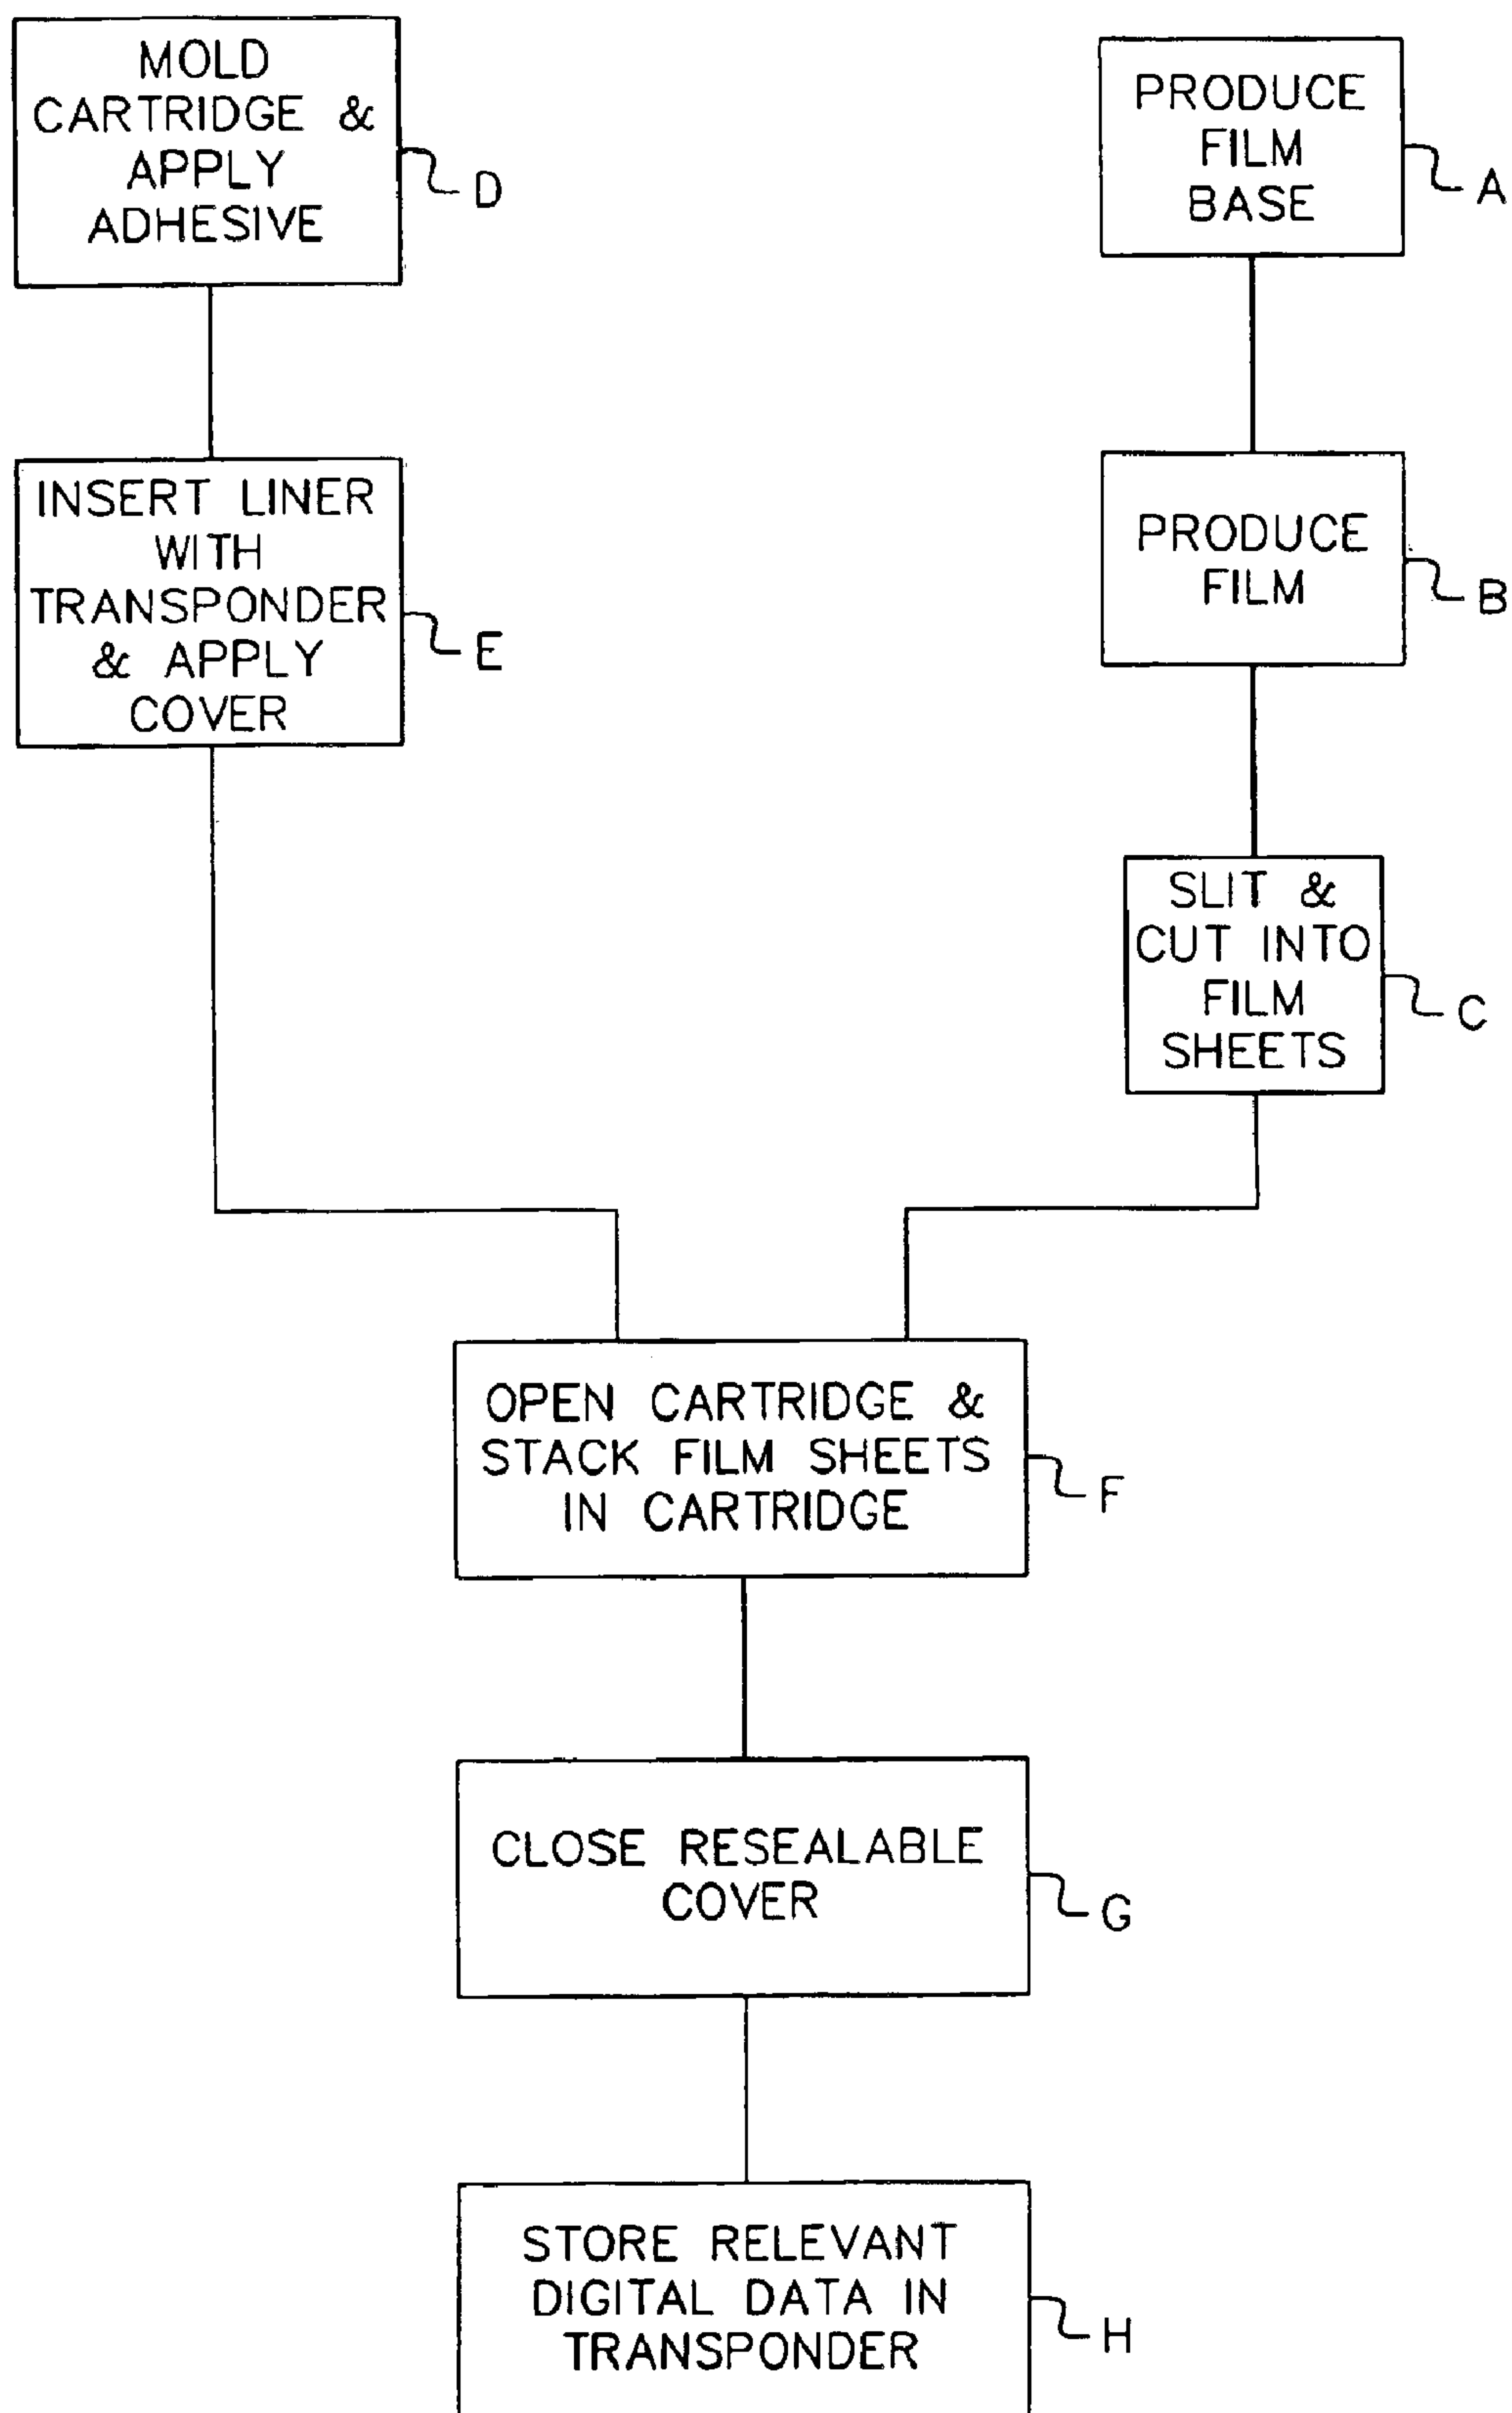 MOLD
CARTRIDGE &
APPLY
ADHESIVE
D
PRODUCE
FILM
BASE
A
INSERT LINER
WITH
TRANSPONDER
& APPLY
COVER
E
PRODUCE
FILM
B
SLIT &
CUT INTO
FILM
SHEETS
C
OPEN CARTRIDGE &
STACK FILM SHEETS
IN CARTRIDGE
F
CLOSE RESEALABLE
COVER
G
STORE RELEVANT
DIGITAL DATA IN
TRANSPONDER
H